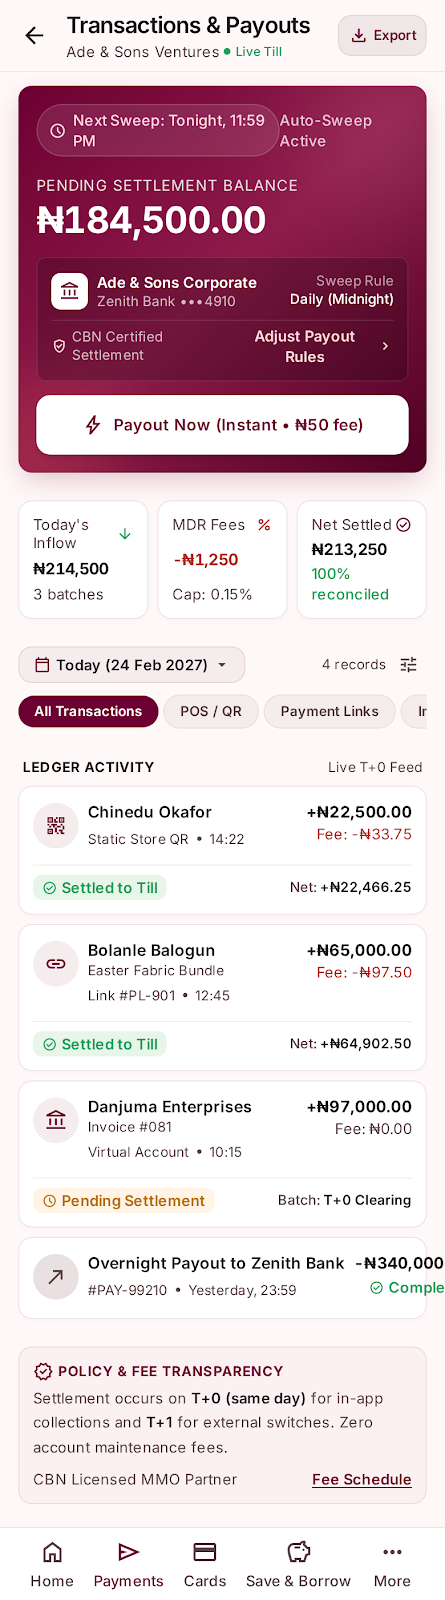 Transactions & Payouts
Ade & Sons Ventures • Live Till
Export
Next Sweep: Tonight, 11:59
PM
Auto-Sweep
Active
PENDING SETTLEMENT BALANCE
₦184,500.00
Ade & Sons Corporate
Zenith Bank •••4910
Sweep Rule
Daily (Midnight)
CBN Certified
Settlement
Adjust Payout
Rules
Payout Now (Instant • ₦50 fee)
Today's
Inflow
₦214,500
3 batches
MDR Fees
-₦1,250
Cap: 0.15%
Net Settled
₦213,250
100%
reconciled
Today (24 Feb 2027)
4 records
All Transactions
POS / QR
Payment Links
LEDGER ACTIVITY
Live T+0 Feed
Chinedu Okafor
+₦22,500.00
Static Store QR • 14:22
Fee: -₦33.75
Settled to Till
Net: +₦22,466.25
Bolanle Balogun
+₦65,000.00
Easter Fabric Bundle
Fee: -₦97.50
Link #PL-901 • 12:45
Settled to Till
Net: +₦64,902.50
Danjuma Enterprises
+₦97,000.00
Invoice #081
Fee: ₦0.00
Virtual Account • 10:15
Pending Settlement
Batch: T+0 Clearing
Overnight Payout to Zenith Bank
-₦340,000
#PAY-99210 • Yesterday, 23:59
Comple
POLICY & FEE TRANSPARENCY
Settlement occurs on T+0 (same day) for in-app
collections and T+1 for external switches. Zero
account maintenance fees.
CBN Licensed MMO Partner
Fee Schedule
Home
Payments
Cards
Save & Borrow
More